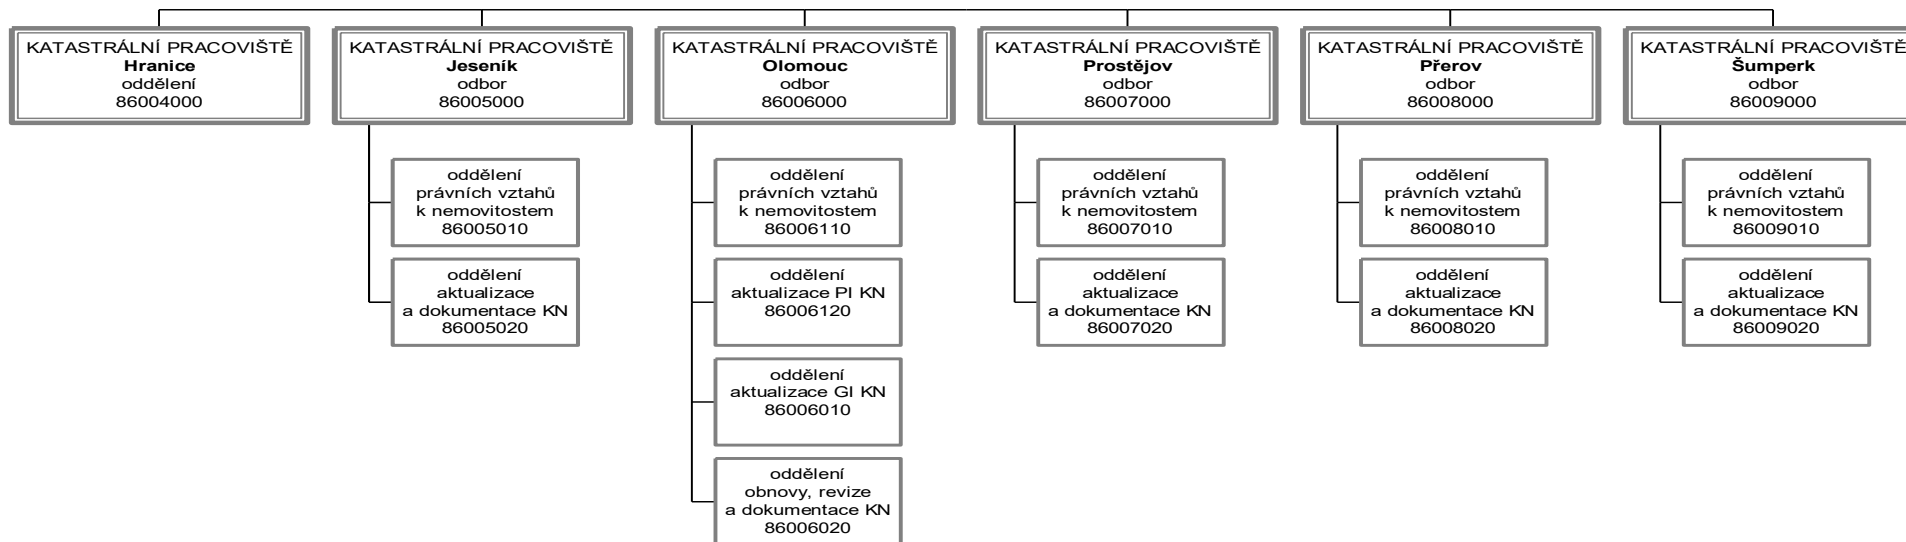 KATASTRÁLNÍ PRACOVIŠTĚ
Hranice
oddělení
86004000
KATASTRÁLNÍ PRACOVIŠTĚ
Jeseník
odbor
86005000
KATASTRÁLNÍ PRACOVIŠTĚ
Olomouc
odbor
86006000
KATASTRÁLNÍ PRACOVIŠTĚ
Prostějov
odbor
86007000
KATASTRÁLNÍ PRACOVIŠTĚ
Přerov
odbor
86008000
KATASTRÁLNÍ PRACOVIŠTĚ
Šumperk
odbor
86009000
oddělení
právních vztahů
k nemovitostem
86005010
oddělení
aktualizace
a dokumentace KN
86005020
oddělení
právních vztahů
k nemovitostem
86006110
oddělení
aktualizace PI KN
86006120
oddělení
aktualizace GI KN
86006010
oddělení
obnovy, revize
a dokumentace KN
86006020
oddělení
právních vztahů
k nemovitostem
86007010
oddělení
aktualizace
a dokumentace KN
86007020
oddělení
právních vztahů
k nemovitostem
86008010
oddělení
aktualizace
a dokumentace KN
86008020
oddělení
právních vztahů
k nemovitostem
86009010
oddělení
aktualizace
a dokumentace KN
86009020